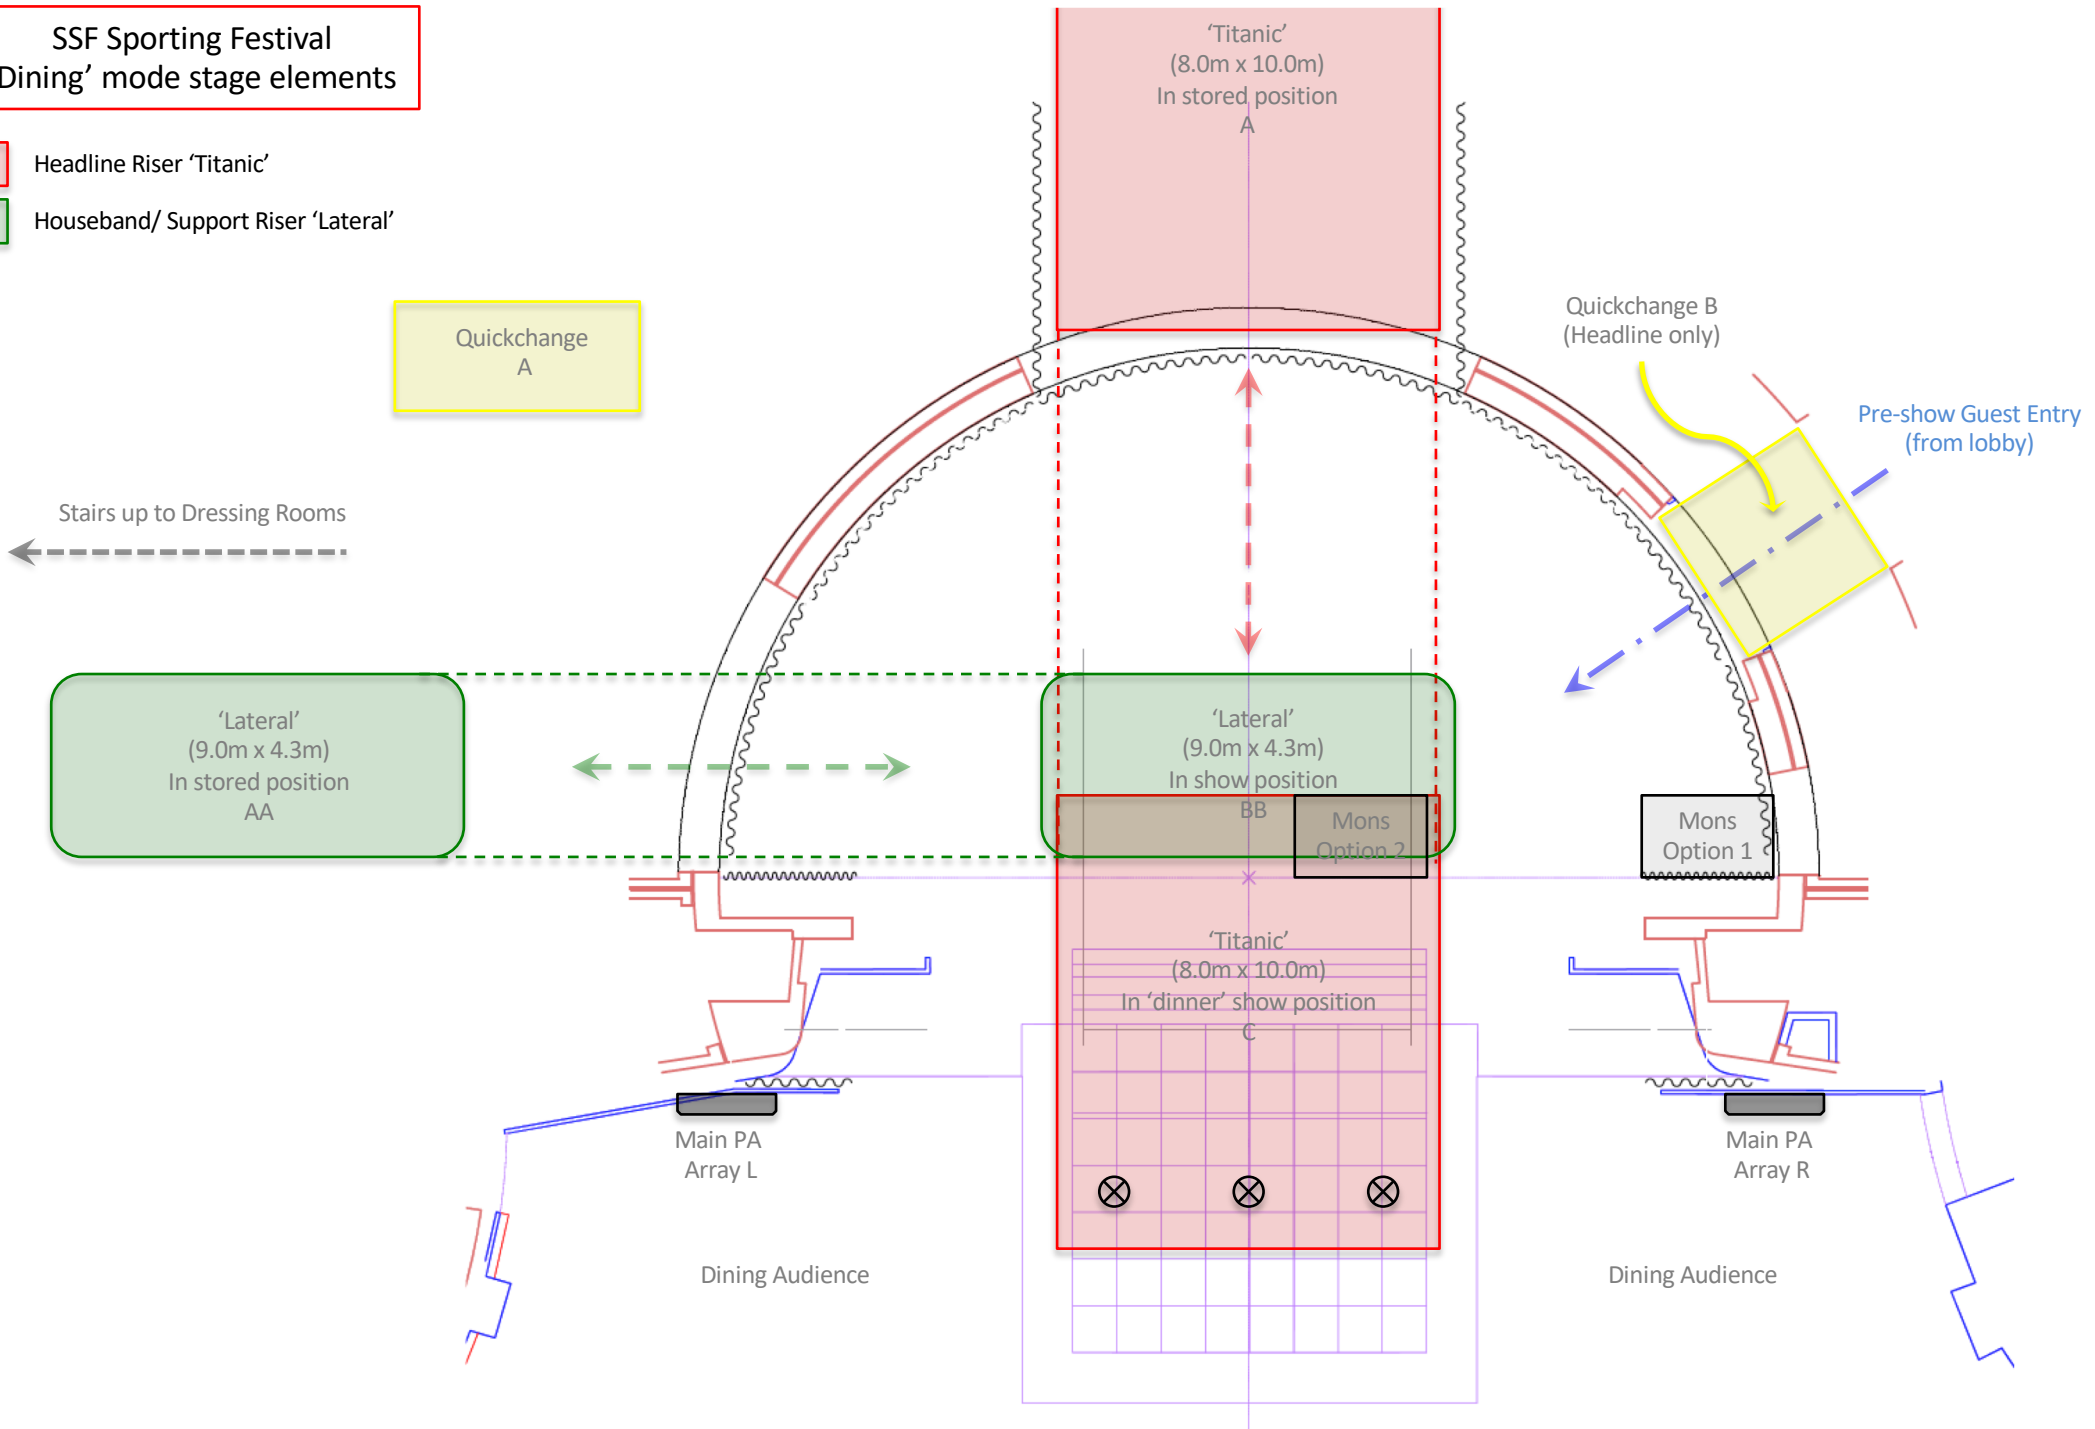 SSF Sporting Festival
Dining’ mode stage elements
Headline Riser ‘Titanic’
Houseband/ Support Riser ‘Lateral’
‘Titanic’
(8.0m x 10.0m)
In stored position
A
Quickchange
A
Quickchange B
(Headline only)
Pre-show Guest Entry
(from lobby)
Stairs up to Dressing Rooms
‘Lateral’
(9.0m x 4.3m)
In stored position
AA
‘Lateral’
(9.0m x 4.3m)
In show position
BB
Mons
Option 2
Mons
Option 1
‘Titanic’
(8.0m x 10.0m)
In ‘dinner’ show position
C
Main PA
Array L
Main PA
Array R
Dining Audience
Dining Audience